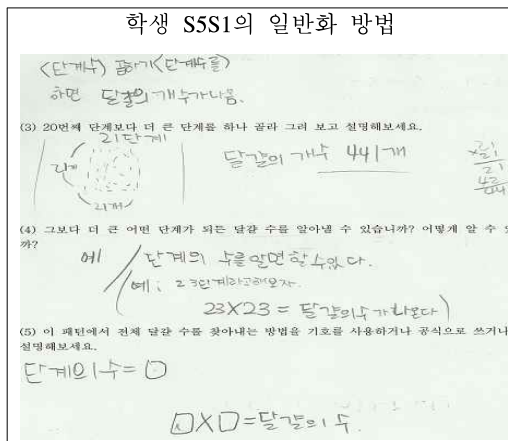 학생 S5S1의 일반화 방법
(단계수) 곱하기(단계수를)
하면 달걀의 개수가나옴.
(3) 20번째 단계보다 더 큰 단계를 하나 골라 그려 보고 설명해보세요.
21단계
21개
21개
달걀의 개수 441개
21
×21
21
42
441
(4) 그보다 더 큰 어떤 단계가 되든 달걀 수를 알아낼 수 있습니까? 어떻게 알 수
까?
예
단계의 수를알면할수있다.
(예; 23단계라고해보자.
23X23 = 달걀의수가나온다)
(5) 이 패턴에서 전체 달걀 수를 찾아내는 방법을 기호를 사용하거나 공식으로 쓰거나
설명해보세요.
단계의수=□
□X□=달걀의 수.